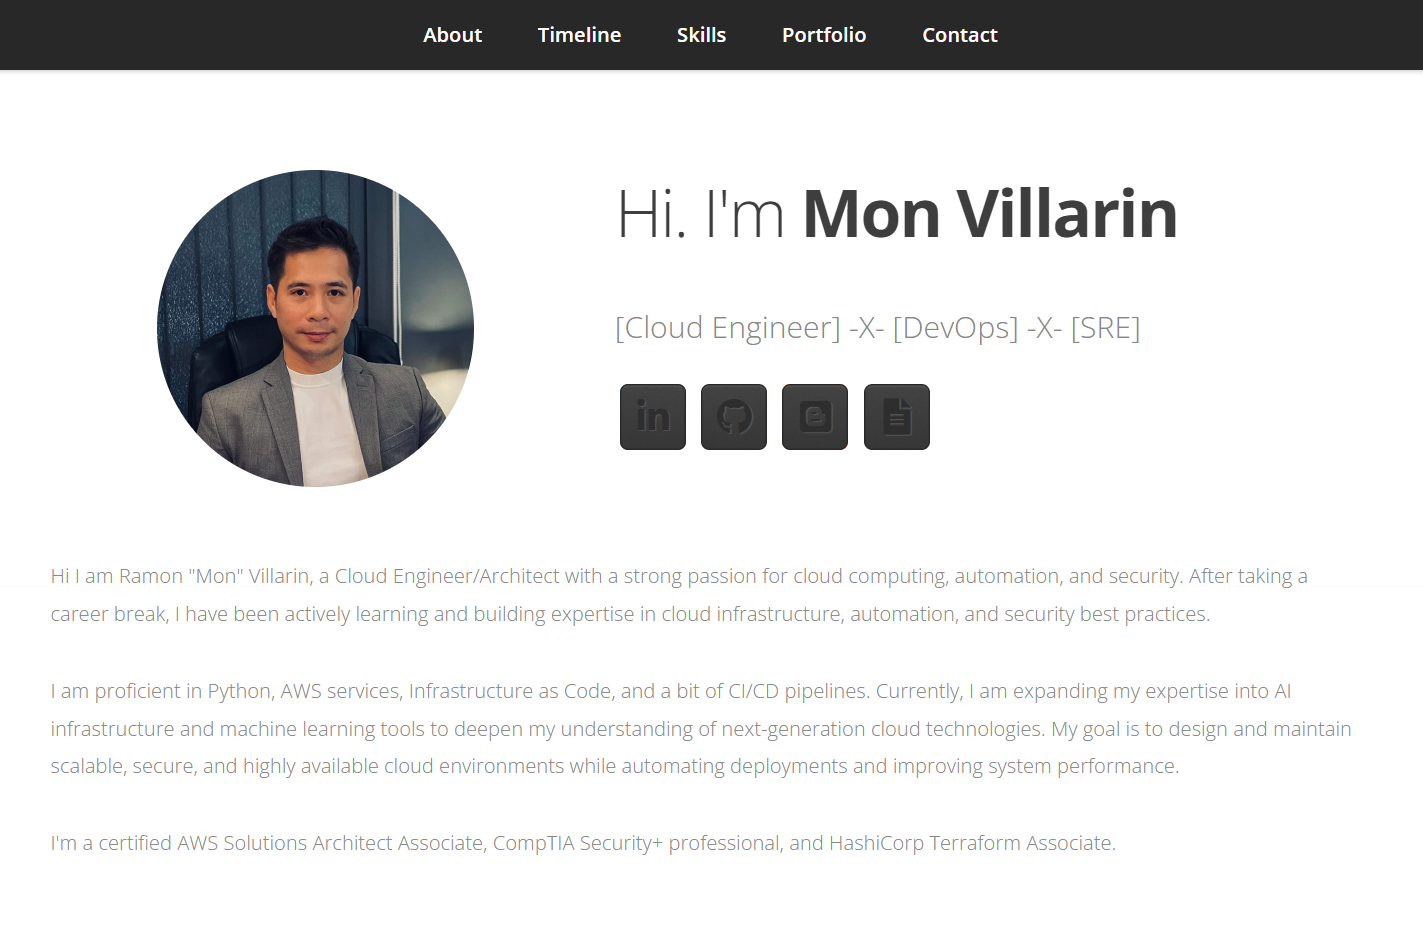 About Timeline Skills Portfolio Contact
Hi. I'm Mon Villarin
[Cloud Engineer] -X- [DevOps] -X- [SRE]
in
Hi I am Ramon "Mon" Villarin, a Cloud Engineer/Architect with a strong passion for cloud computing, automation, and security. After taking a
career break, I have been actively learning and building expertise in cloud infrastructure, automation, and security best practices.
I am proficient in Python, AWS services, Infrastructure as Code, and a bit of CI/CD pipelines. Currently, I am expanding my expertise into AI
infrastructure and machine learning tools to deepen my understanding of next-generation cloud technologies. My goal is to design and maintain
scalable, secure, and highly available cloud environments while automating deployments and improving system performance.
I'm a certified AWS Solutions Architect Associate, CompTIA Security+ professional, and HashiCorp Terraform Associate.